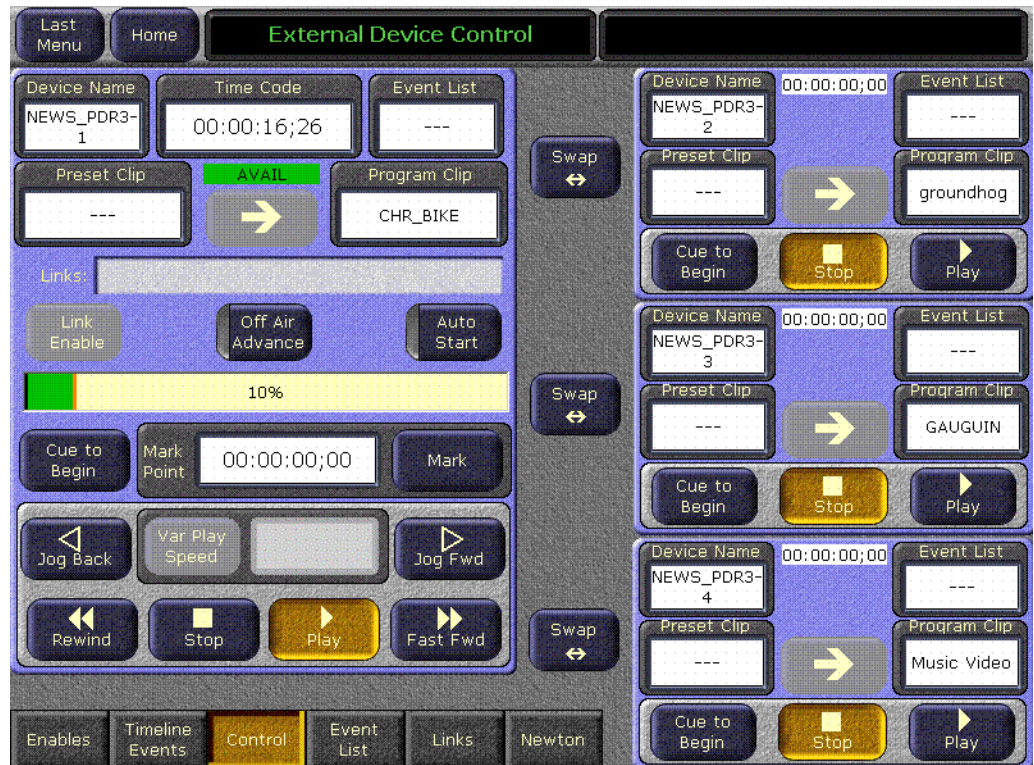 Last
Menu
Home
External Device Control
Device Name
NEWS_PDR3-
1
Time Code
00:00:16;26
Event List
---
Preset Clip
---
AVAIL
Program Clip
CHR_BIKE
Links:
Link
Enable
Off Air
Advance
Auto
Start
10%
Cue to
Begin
Mark
Point
00:00:00;00
Mark
Jog Back
Var Play
Speed
Jog Fwd
Rewind
Stop
Play
Fast Fwd
Swap
Swap
Swap
Device Name
NEWS_PDR3-
2
00:00:00;00
Event List
---
Preset Clip
---
Program Clip
groundhog
Cue to
Begin
Stop
Play
Device Name
NEWS_PDR3-
3
00:00:00;00
Event List
---
Preset Clip
---
Program Clip
GAUGUIN
Cue to
Begin
Stop
Play
Device Name
NEWS_PDR3-
4
00:00:00;00
Event List
---
Preset Clip
---
Program Clip
Music Video
Cue to
Begin
Stop
Play
Enables
Timeline
Events
Control
Event
List
Links
Newton